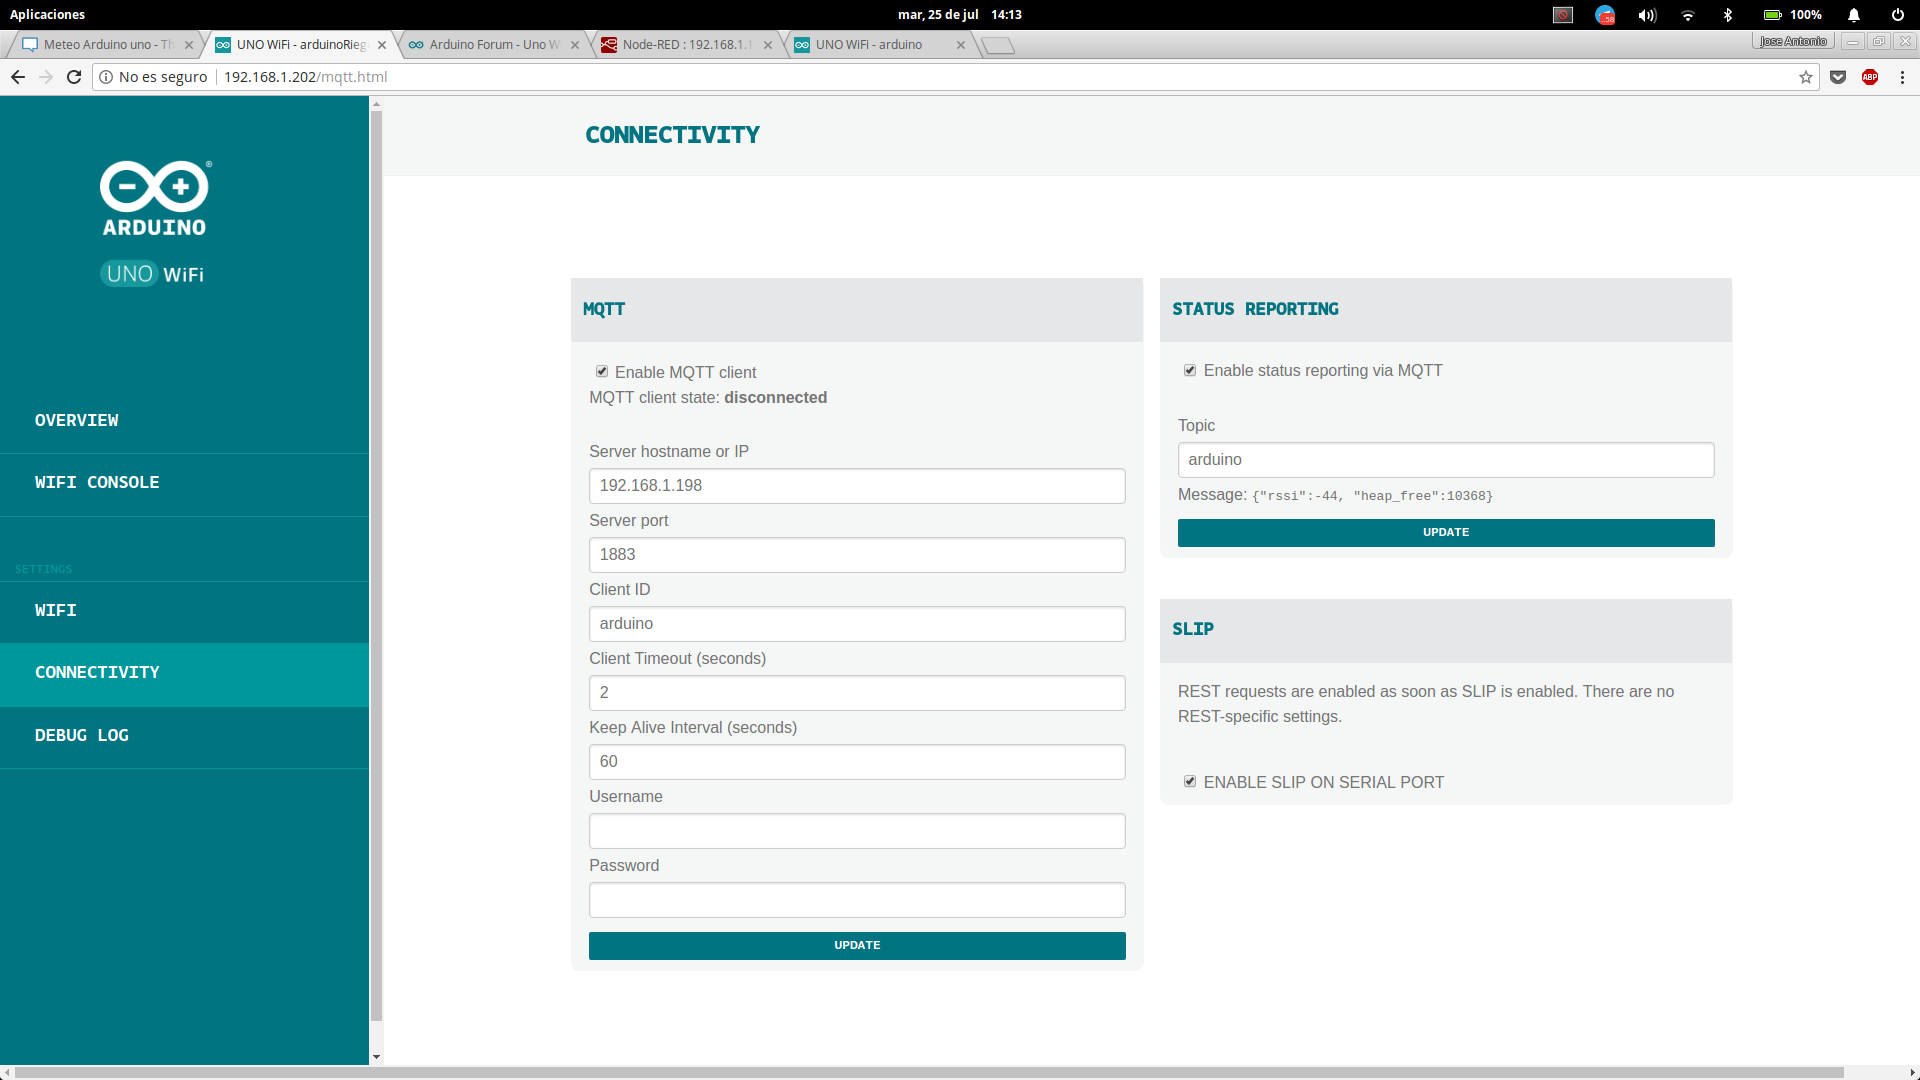 Aplicaciones
mar, 25 de jul 14:13
58
100%
Meteo Arduino uno - Th
UNO WiFi - arduinoRieg
Arduino Forum - Uno Wi
Node-RED : 192.168.1.1
UNO WiFi - arduino
Jose Antonio
No es seguro
192.168.1.202/mqtt.html
ABP
ARDUINO
UNO WiFi
OVERVIEW
WIFI CONSOLE
SETTINGS
WIFI
CONNECTIVITY
DEBUG LOG
CONNECTIVITY
MQTT
Enable MQTT client
MQTT client state: disconnected
Server hostname or IP
192.168.1.198
Server port
1883
Client ID
arduino
Client Timeout (seconds)
2
Keep Alive Interval (seconds)
60
Username
Password
UPDATE
STATUS REPORTING
Enable status reporting via MQTT
Topic
arduino
Message: {"rssi":-44, "heap_free":10368}
UPDATE
SLIP
REST requests are enabled as soon as SLIP is enabled. There are no
REST-specific settings.
ENABLE SLIP ON SERIAL PORT